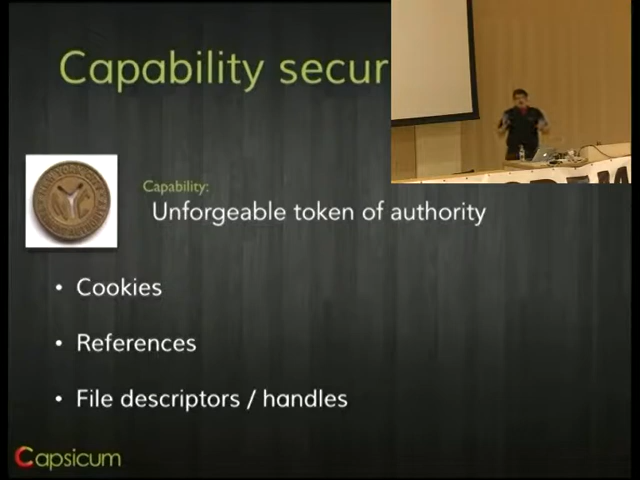 Capability secur
Capability:
Unforgeable token of authority
• Cookies
• References
• File descriptors / handles
Capsicum